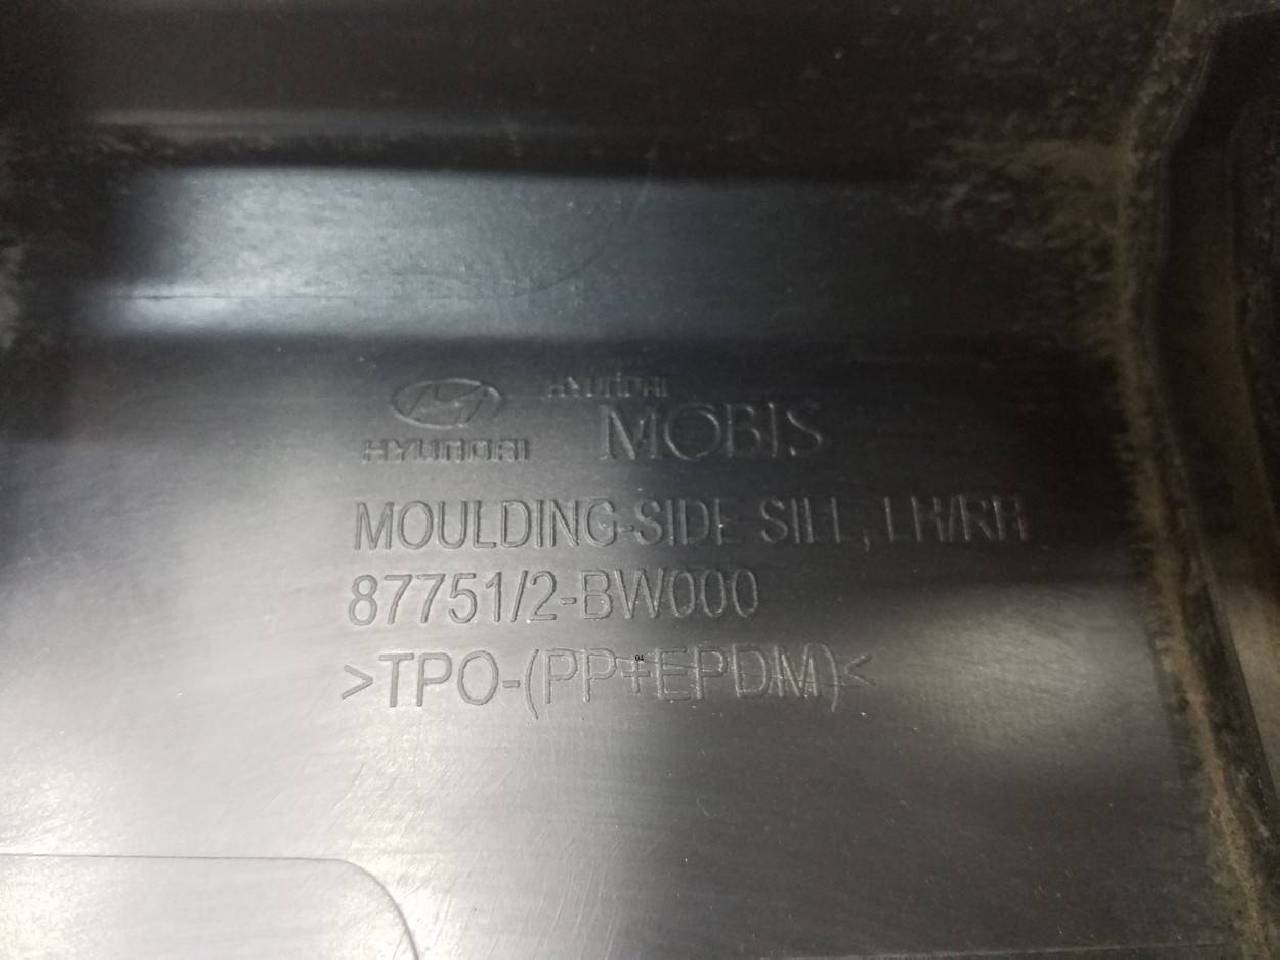 HYUNDAI
HYUNDAI
MOBIS
MOULDING-SIDE SILL, LH/RH
87751/2-BW000
>TPO-(PP+EPDM)<